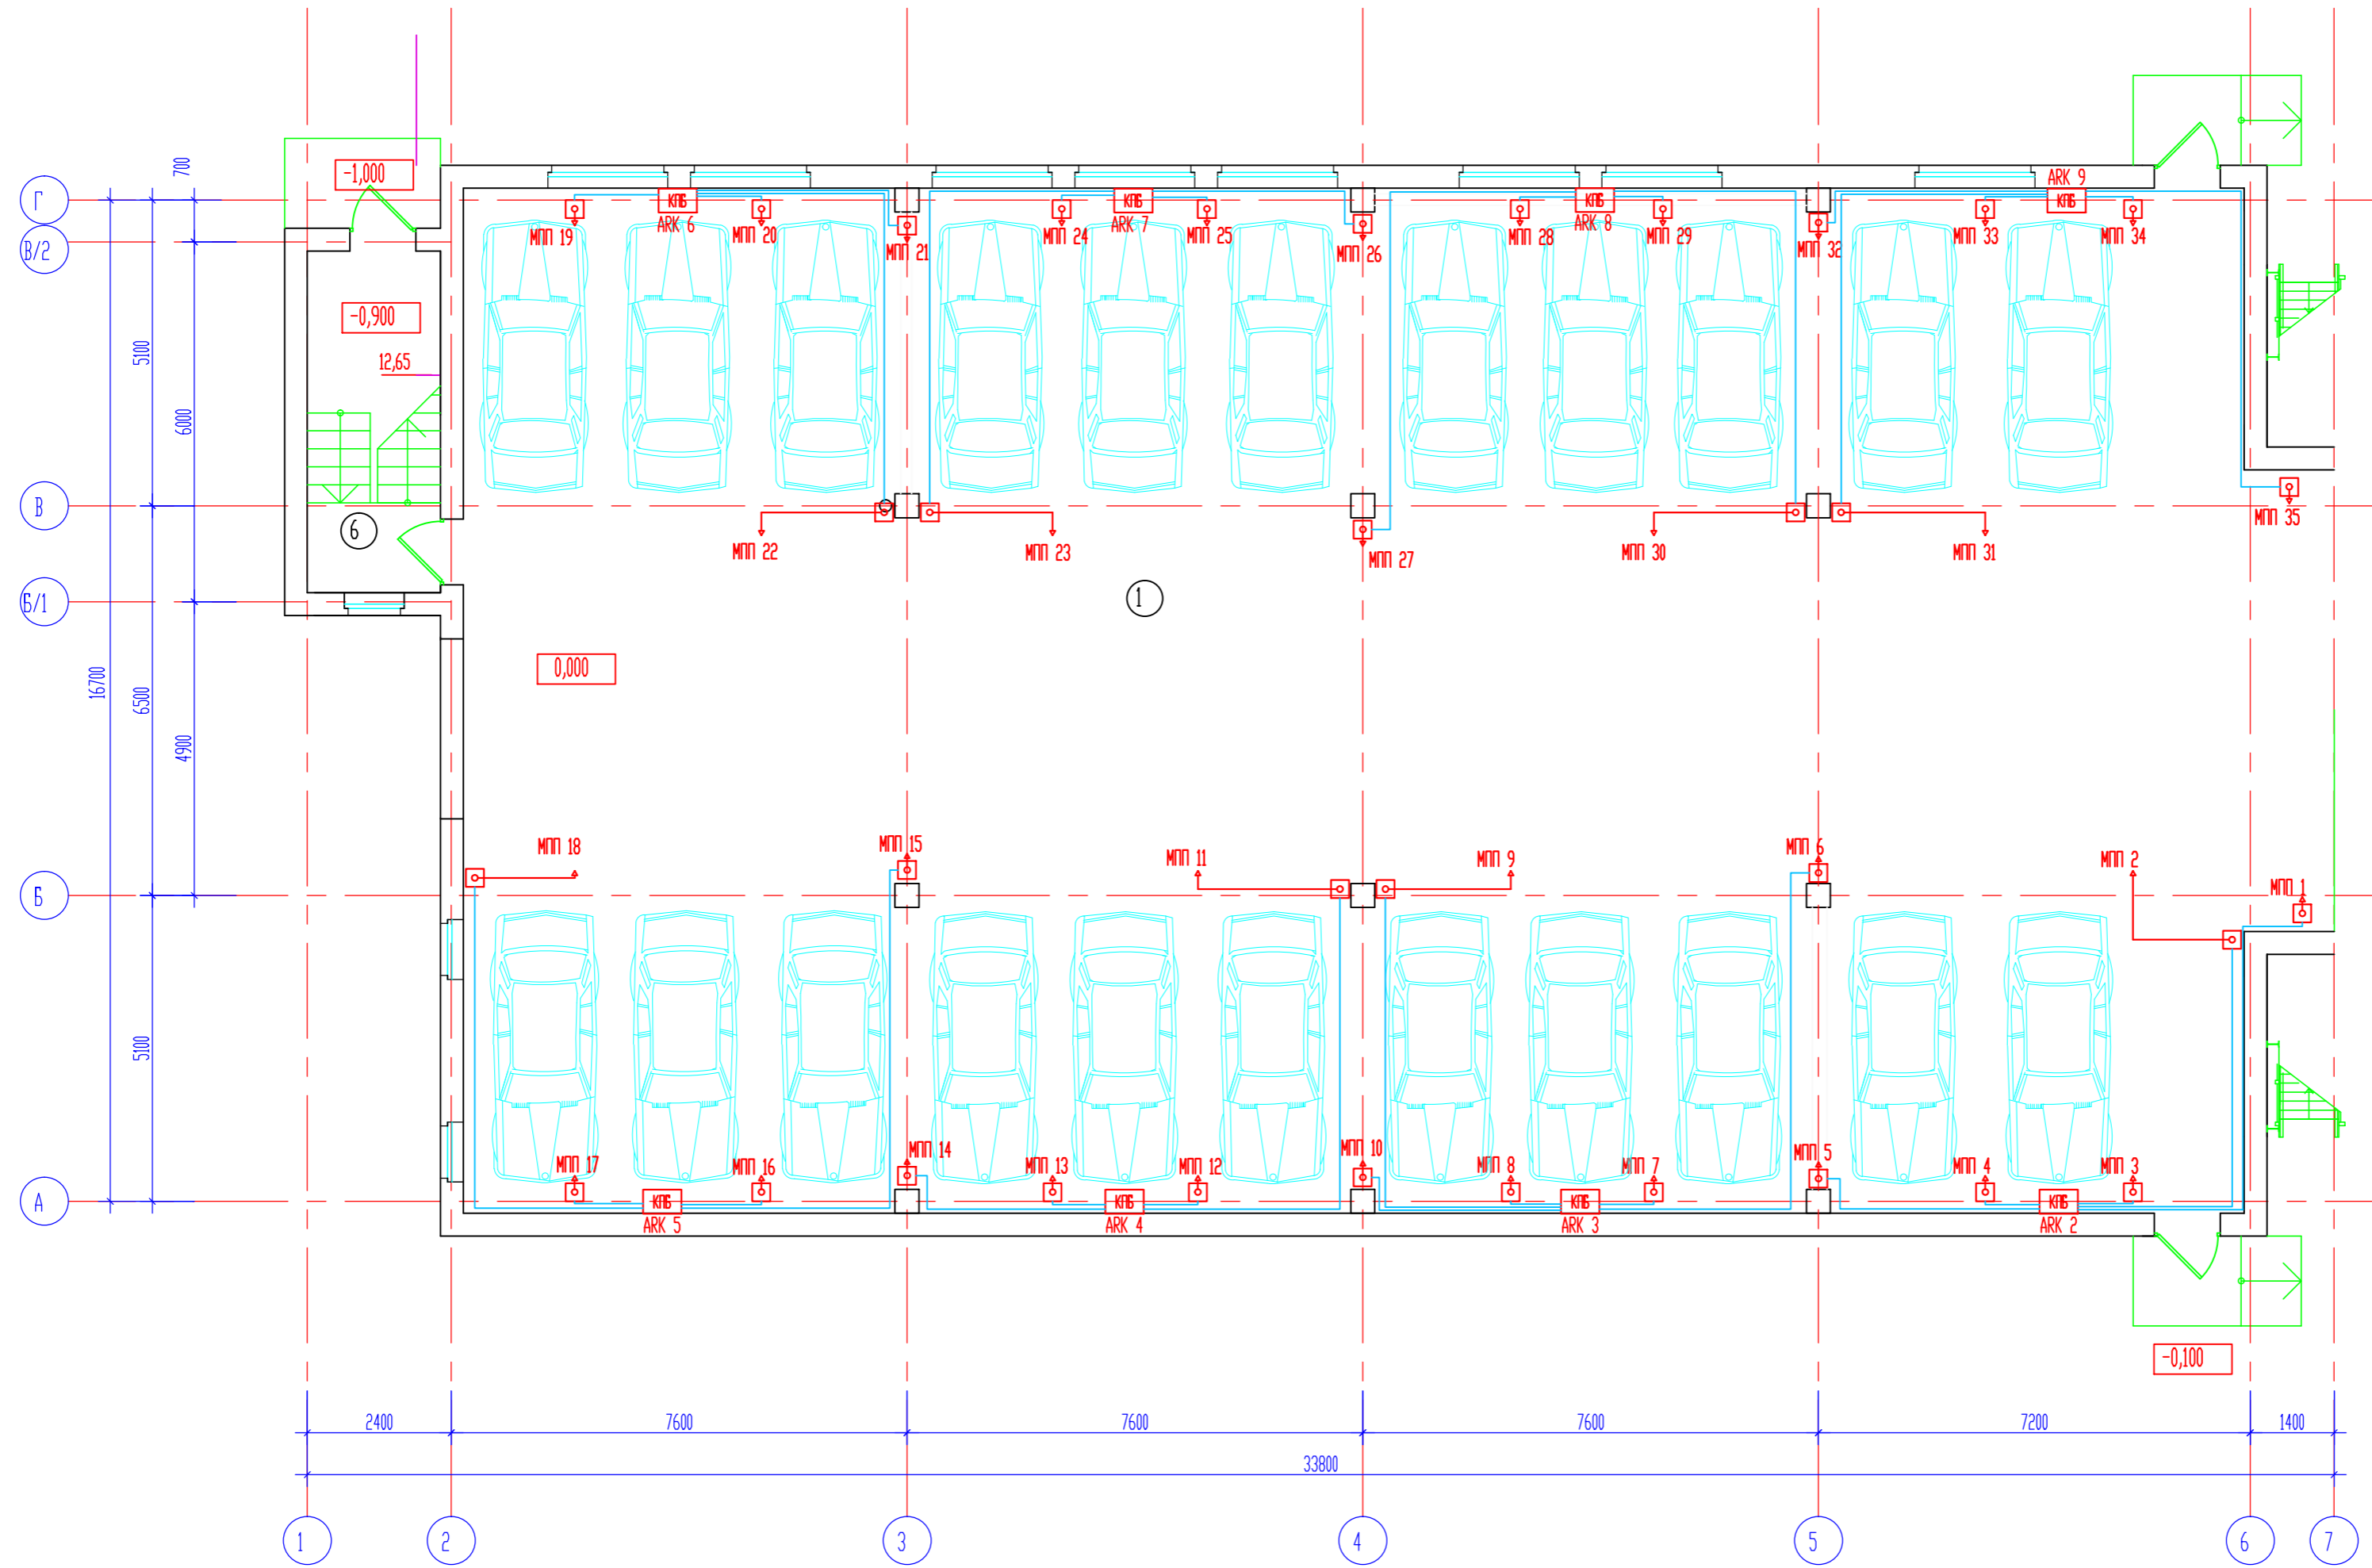 -1,000
700
Г
В/2
КПБ
ARK 6
КПБ
ARK 7
КПБ
ARK 8
ARK 9
КПБ
МПП 19
МПП 20
МПП 21
МПП 24
МПП 25
МПП 26
МПП 28
МПП 29
МПП 32
МПП 33
МПП 34
-0,900
12,65
5100
6000
В
6
МПП 22
МПП 23
МПП 27
МПП 30
МПП 31
МПП 35
Б/1
1
0,000
16700
6500
4900
МПП 18
МПП 15
МПП 11
МПП 9
МПП 6
МПП 2
МПП 1
Б
5100
МПП 17
МПП 16
МПП 14
МПП 13
МПП 12
МПП 10
МПП 8
МПП 7
МПП 5
МПП 4
МПП 3
А
КПБ
ARK 5
КПБ
ARK 4
КПБ
ARK 3
КПБ
ARK 2
-0,100
2400
7600
7600
7600
7200
1400
33800
1
2
3
4
5
6
7